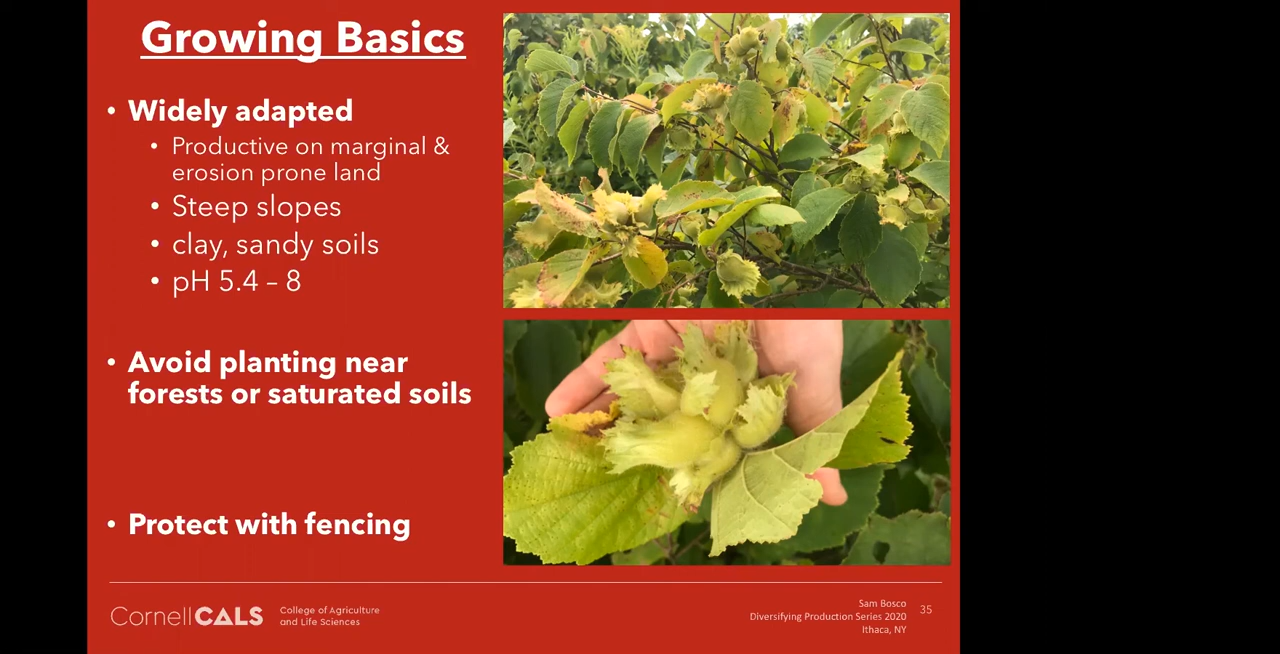 Growing Basics
• Widely adapted
• Productive on marginal &
erosion prone land
• Steep slopes
• clay, sandy soils
• pH 5.4 – 8
• Avoid planting near
forests or saturated soils
• Protect with fencing
CornellCALS
College of Agriculture
and Life Sciences
Sam Bosco
Diversifying Production Series 2020
Ithaca, NY
35